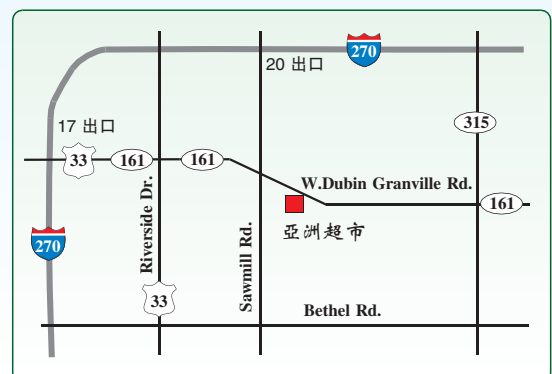 270
20 出口
315
17 出口
33
161
161
W.Dubin Granville Rd.
161
Riverside Dr.
亞洲超市
270
Sawmill Rd.
33
Bethel Rd.